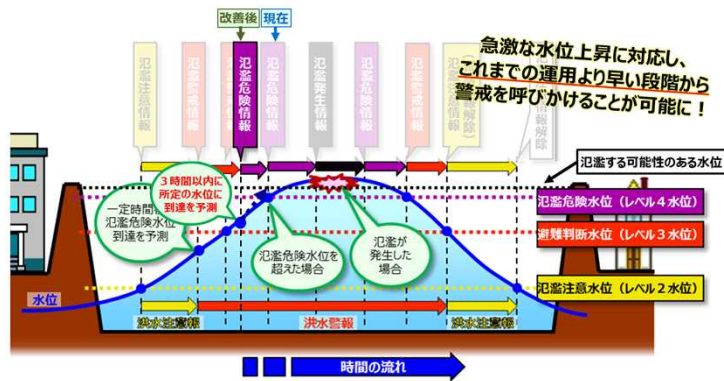 改善後
現在
急激な水位上昇に対応し、
これまでの運用より早い段階から
警戒を呼びかけることが可能に！
氾濫注意情報
氾濫警戒情報
氾濫危険情報
氾濫危険情報
氾濫発生情報
氾濫危険情報
氾濫警戒情報
氾濫する可能性のある水位
3時間以内に
所定の水位に
到達を予測
一定時間後
氾濫危険水位
到達を予測
氾濫危険水位（レベル4水位）
避難判断水位（レベル3水位）
氾濫危険水位を
超えた場合
氾濫が
発生した
場合
氾濫注意水位（レベル2水位）
水位
洪水注意報
洪水警報
洪水注意報
時間の流れ